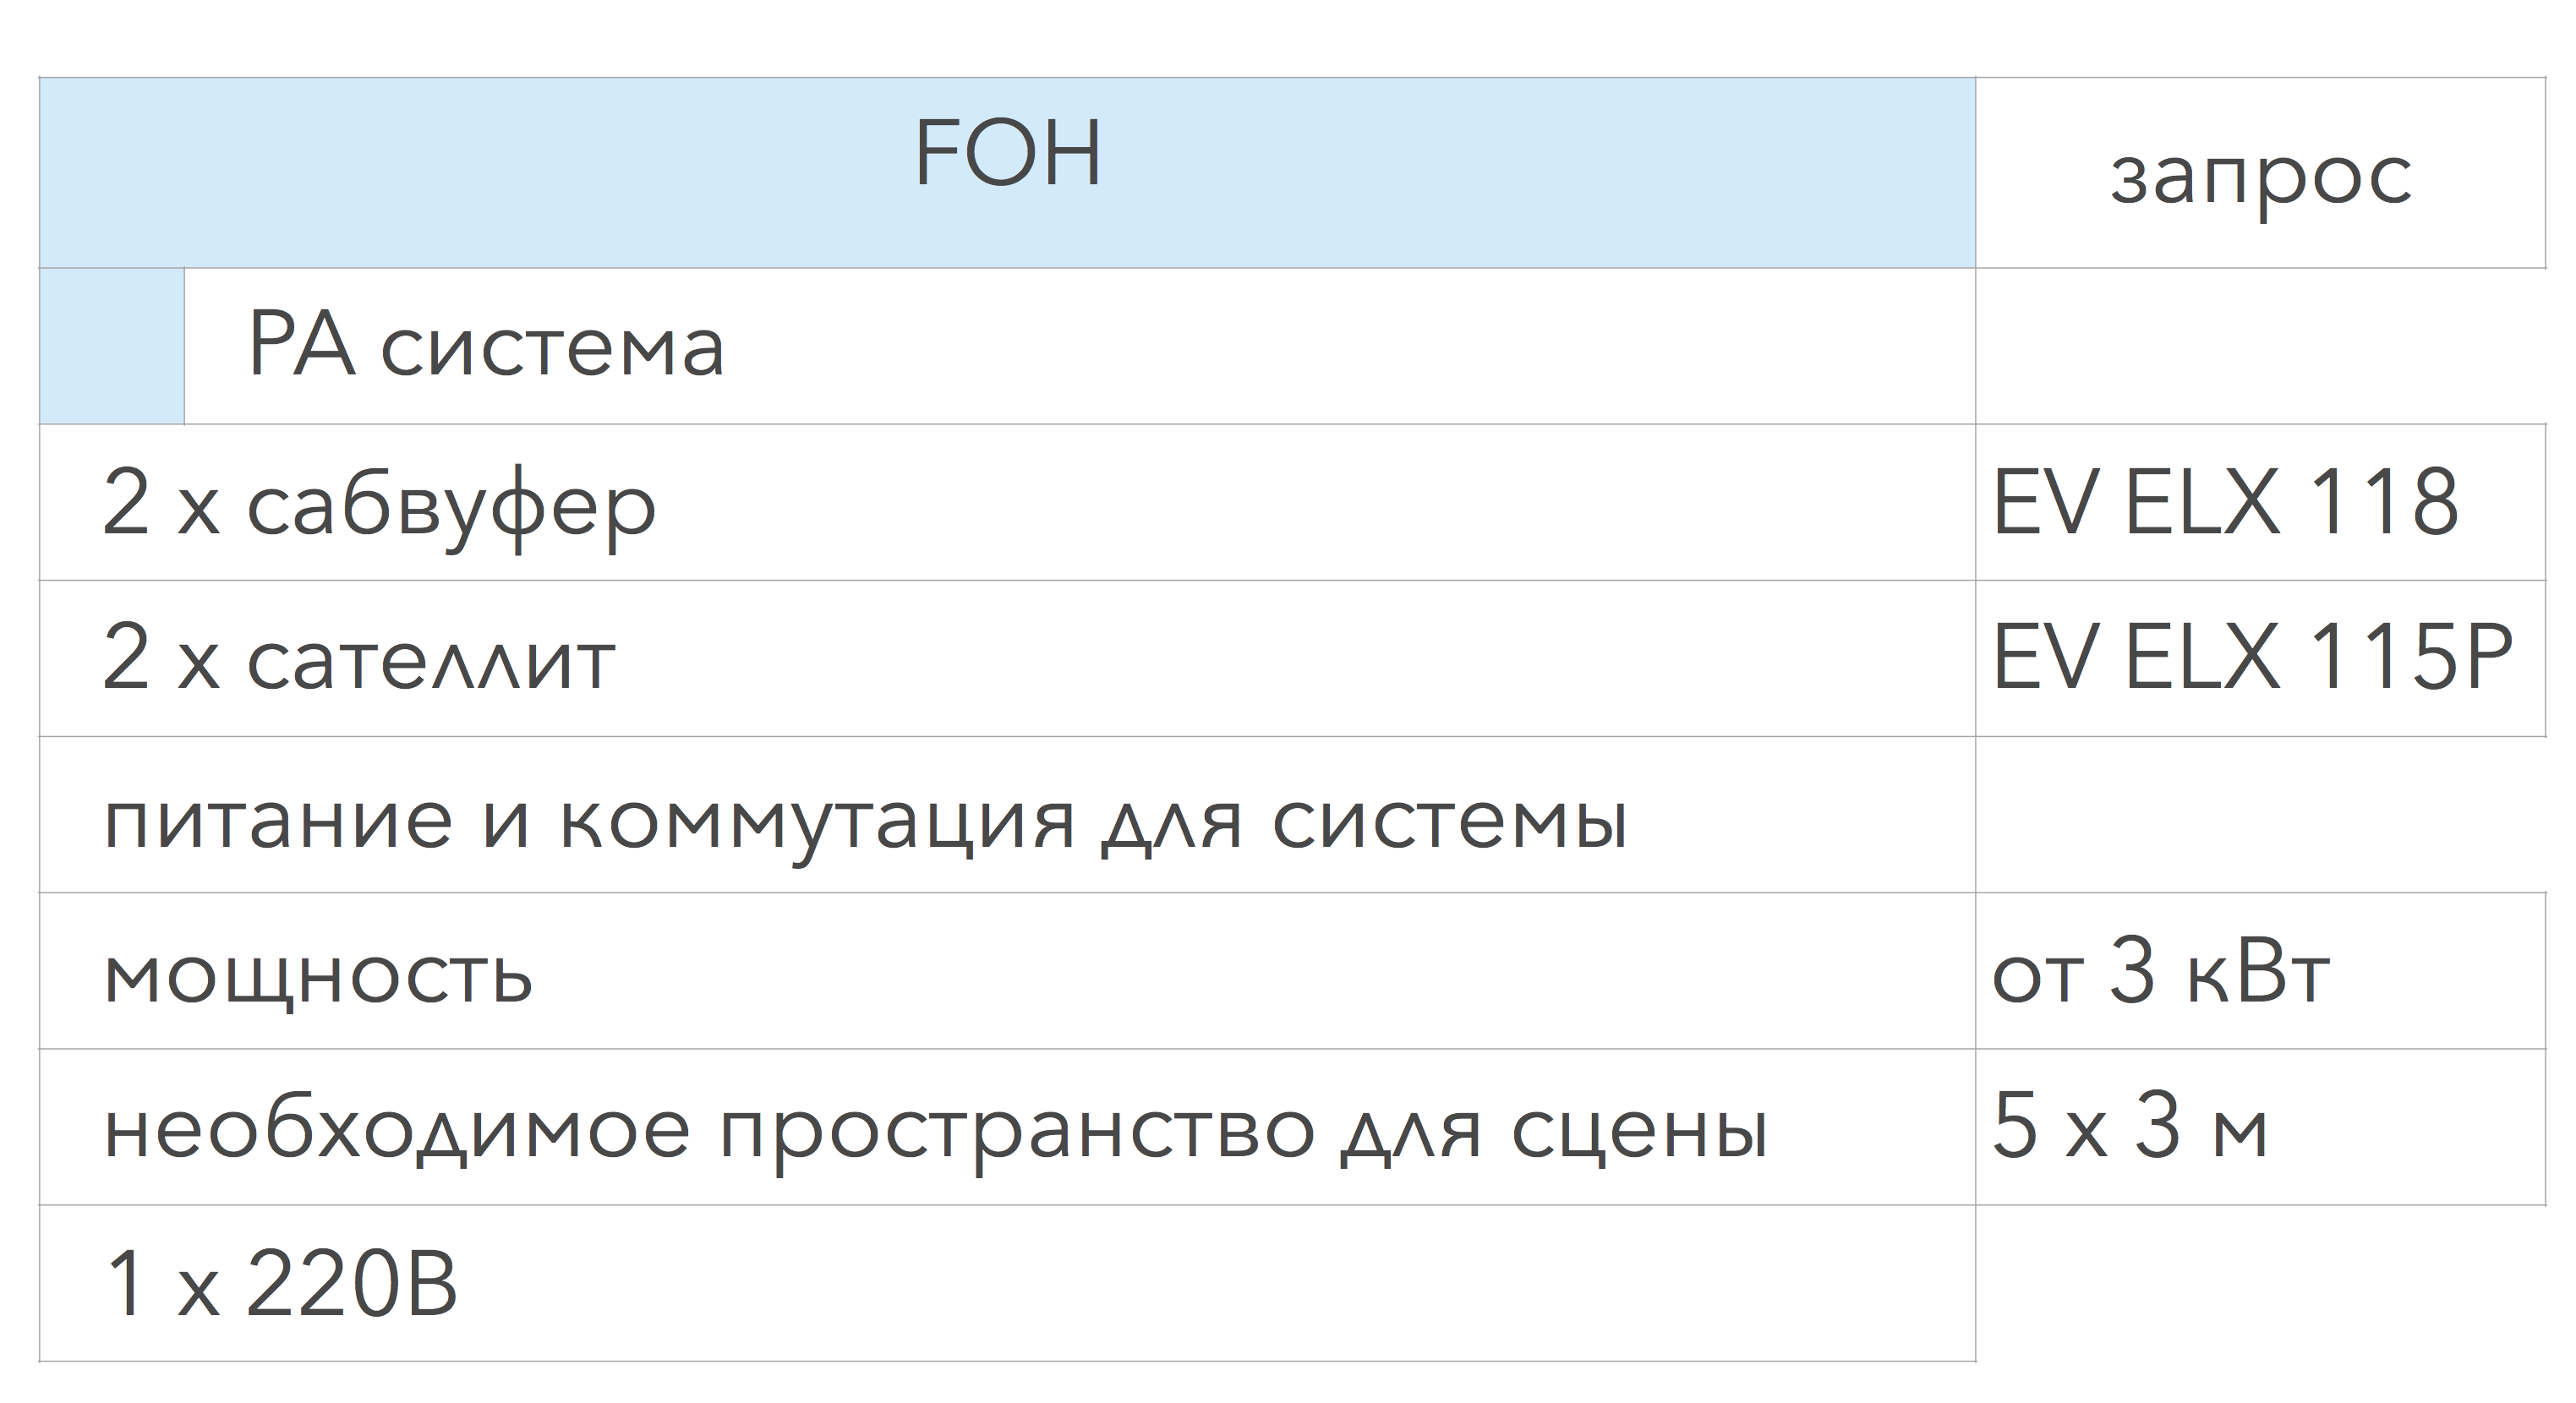 FOH запрос
PA система
2 x сабвуфер EV ELX 118
2 x сателлит EV ELX 115P
питание и коммутация для системы
мощность от 3 кВт
необходимое пространство для сцены 5 x 3 м
1 x 220В